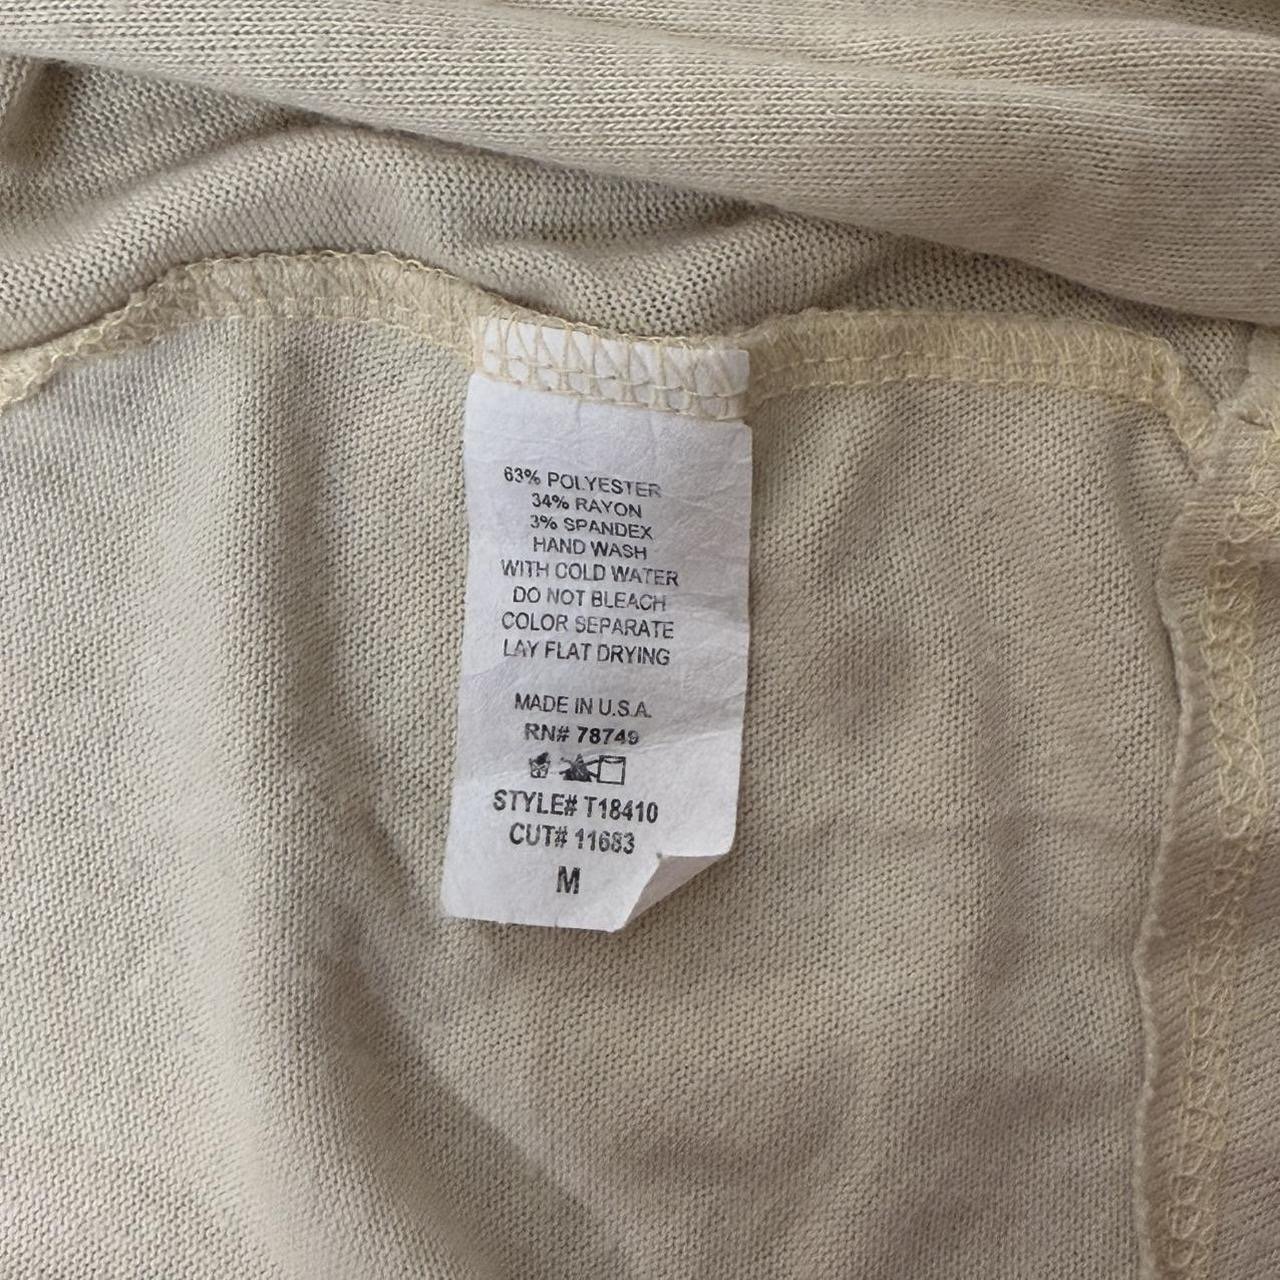 63% POLYESTER
34% RAYON
3% SPANDEX
HAND WASH
WITH COLD WATER
DO NOT BLEACH
COLOR SEPARATE
LAY FLAT DRYING
MADE IN U.S.A.
RN# 78749
STYLE# T18410
CUT# 11683
M